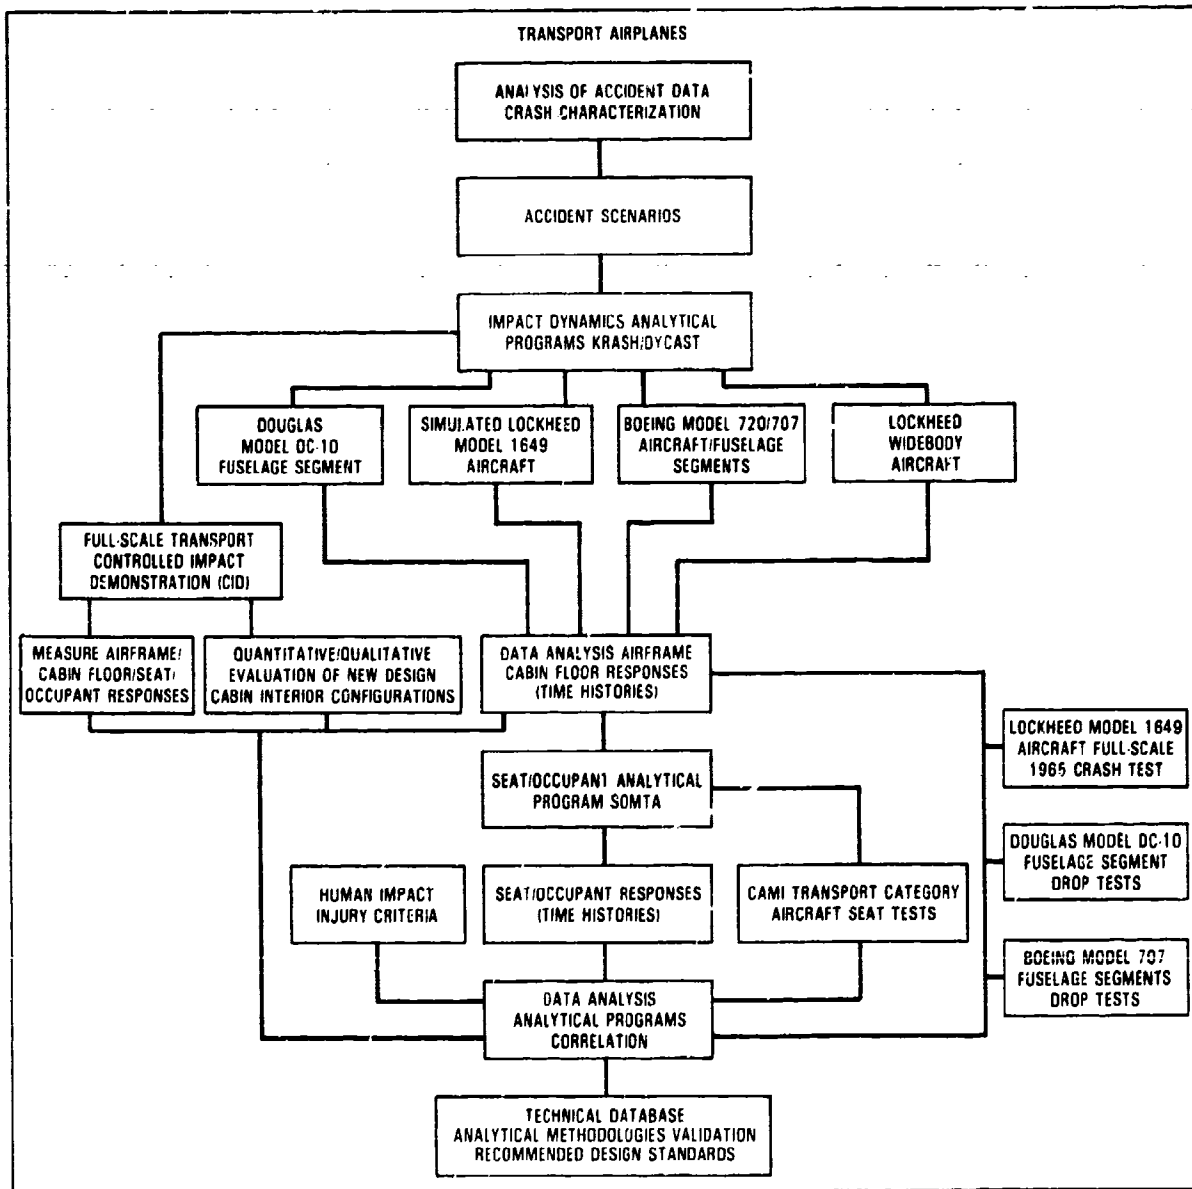 TRANSPORT AIRPLANES
ANALYSIS OF ACCIDENT DATA
CRASH CHARACTERIZATION
ACCIDENT SCENARIOS
IMPACT DYNAMICS ANALYTICAL
PROGRAMS KRASH/DYCAST
DOUGLAS
MODEL DC-10
FUSELAGE SEGMENT
SIMULATED LOCKHEED
MODEL 1649
AIRCRAFT
BOEING MODEL 720/707
AIRCRAFT/FUSELAGE
SEGMENTS
LOCKHEED
WIDEBODY
AIRCRAFT
FULL-SCALE TRANSPORT
CONTROLLED IMPACT
DEMONSTRATION (CID)
MEASURE AIRFRAME/
CABIN FLOOR/SEAT/
OCCUPANT RESPONSES
QUANTITATIVE/QUALITATIVE
EVALUATION OF NEW DESIGN
CABIN INTERIOR CONFIGURATIONS
DATA ANALYSIS AIRFRAME
CABIN FLOOR RESPONSES
(TIME HISTORIES)
LOCKHEED MODEL 1649
AIRCRAFT FULL-SCALE
1965 CRASH TEST
SEAT/OCCUPANT ANALYTICAL
PROGRAM SOMTA
DOUGLAS MODEL DC-10
FUSELAGE SEGMENT
DROP TESTS
HUMAN IMPACT
INJURY CRITERIA
SEAT/OCCUPANT RESPONSES
(TIME HISTORIES)
CAMI TRANSPORT CATEGORY
AIRCRAFT SEAT TESTS
BOEING MODEL 707
FUSELAGE SEGMENTS
DROP TESTS
DATA ANALYSIS
ANALYTICAL PROGRAMS
CORRELATION
TECHNICAL DATABASE
ANALYTICAL METHODOLOGIES VALIDATION
RECOMMENDED DESIGN STANDARDS